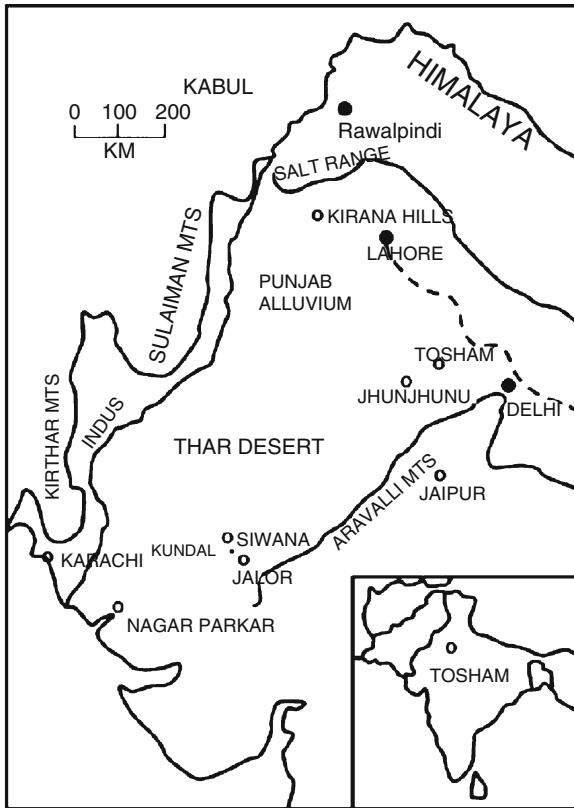 HIMALAYA
KABUL
0 100 200
KM
Rawalpindi
SALT RANGE
KIRANA HILLS
LAHORE
SULAIMAN MTS
PUNJAB
ALLUVIUM
TOSHAM
JHUNJHUNU
DELHI
KIRTHAR MTS
INDUS
THAR DESERT
ARAVALLI MTS
JAIPUR
SIWANA
KUNDAL
KARACHI
JALOR
NAGAR PARKAR
TOSHAM